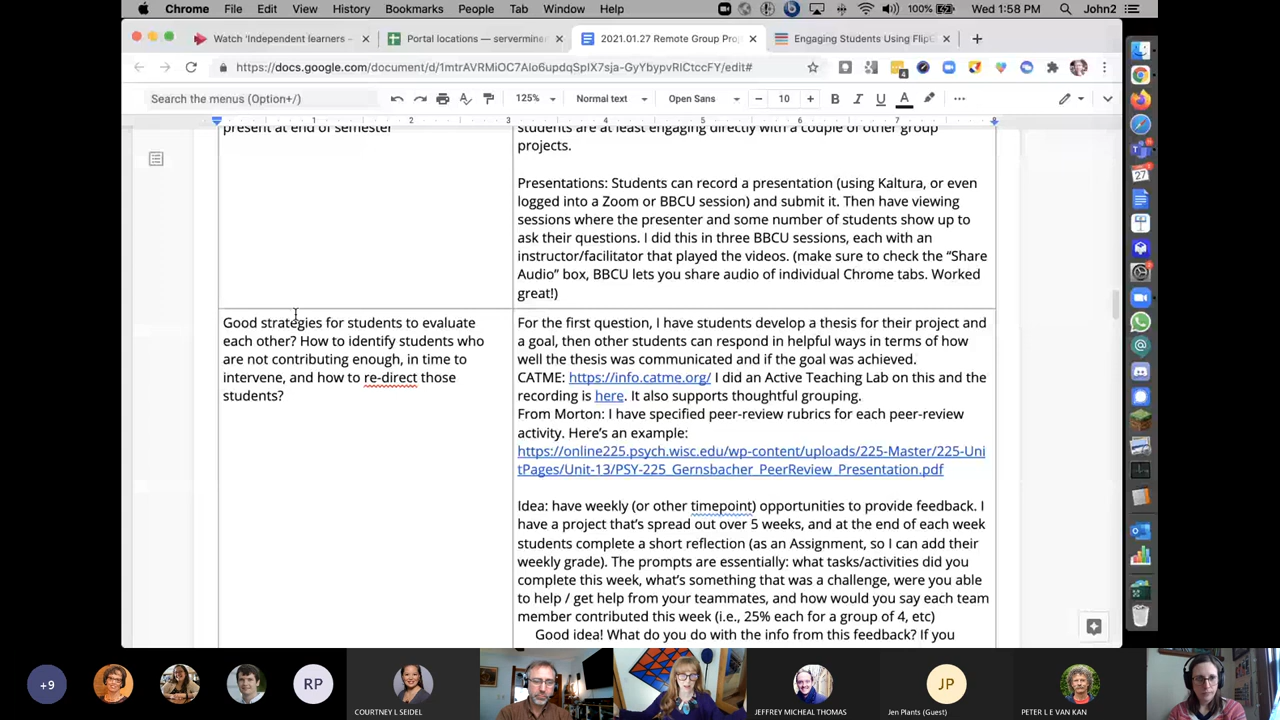 Chrome File Edit View History Bookmarks People Tab Window Help 100% Wed 1:58 PM John2
Watch 'Independent learners – Portal locations — servermine 2021.01.27 Remote Group Pro Engaging Students Using FlipG
https://docs.google.com/document
rAVRMiOC7AIo6updqSpIX7sja-GyYbypvRICtccFY/edit#
4
Search the menus (Option+/) 125% Normal text Open Sans 10 B I U A
1 2 3 4 5 6 7
present at end of semester
students are at least engaging directly with a couple of other group
projects.
Presentations: Students can record a presentation (using Kaltura, or even
logged into a Zoom or BBCU session) and submit it. Then have viewing
sessions where the presenter and some number of students show up to
ask their questions. I did this in three BBCU sessions, each with an
instructor/facilitator that played the videos. (make sure to check the “Share
Audio” box, BBCU lets you share audio of individual Chrome tabs. Worked
great!)
Good strategies for students to evaluate
each other? How to identify students who
are not contributing enough, in time to
intervene, and how to re-direct those
students?
For the first question, I have students develop a thesis for their project and
a goal, then other students can respond in helpful ways in terms of how
well the thesis was communicated and if the goal was achieved.
CATME: https://info.catme.org/ I did an Active Teaching Lab on this and the
recording is here. It also supports thoughtful grouping.
From Morton: I have specified peer-review rubrics for each peer-review
activity. Here’s an example:
https://online225.psych.wisc.edu/wp-content/uploads/225-Master/225-Uni
tPages/Unit-13/PSY-225_Gernsbacher_PeerReview_Presentation.pdf
Idea: have weekly (or other timepoint) opportunities to provide feedback. I
have a project that’s spread out over 5 weeks, and at the end of each week
students complete a short reflection (as an Assignment, so I can add their
weekly grade). The prompts are essentially: what tasks/activities did you
complete this week, what’s something that was a challenge, were you able
to help / get help from your teammates, and how would you say each team
member contributed this week (i.e., 25% each for a group of 4, etc)
Good idea! What do you do with the info from this feedback? If you
27
+9 RP JP
COURTNEY L SEIDEL JEFFREY MICHEAL THOMAS Jen Plants (Guest) PETER L E VAN KAN